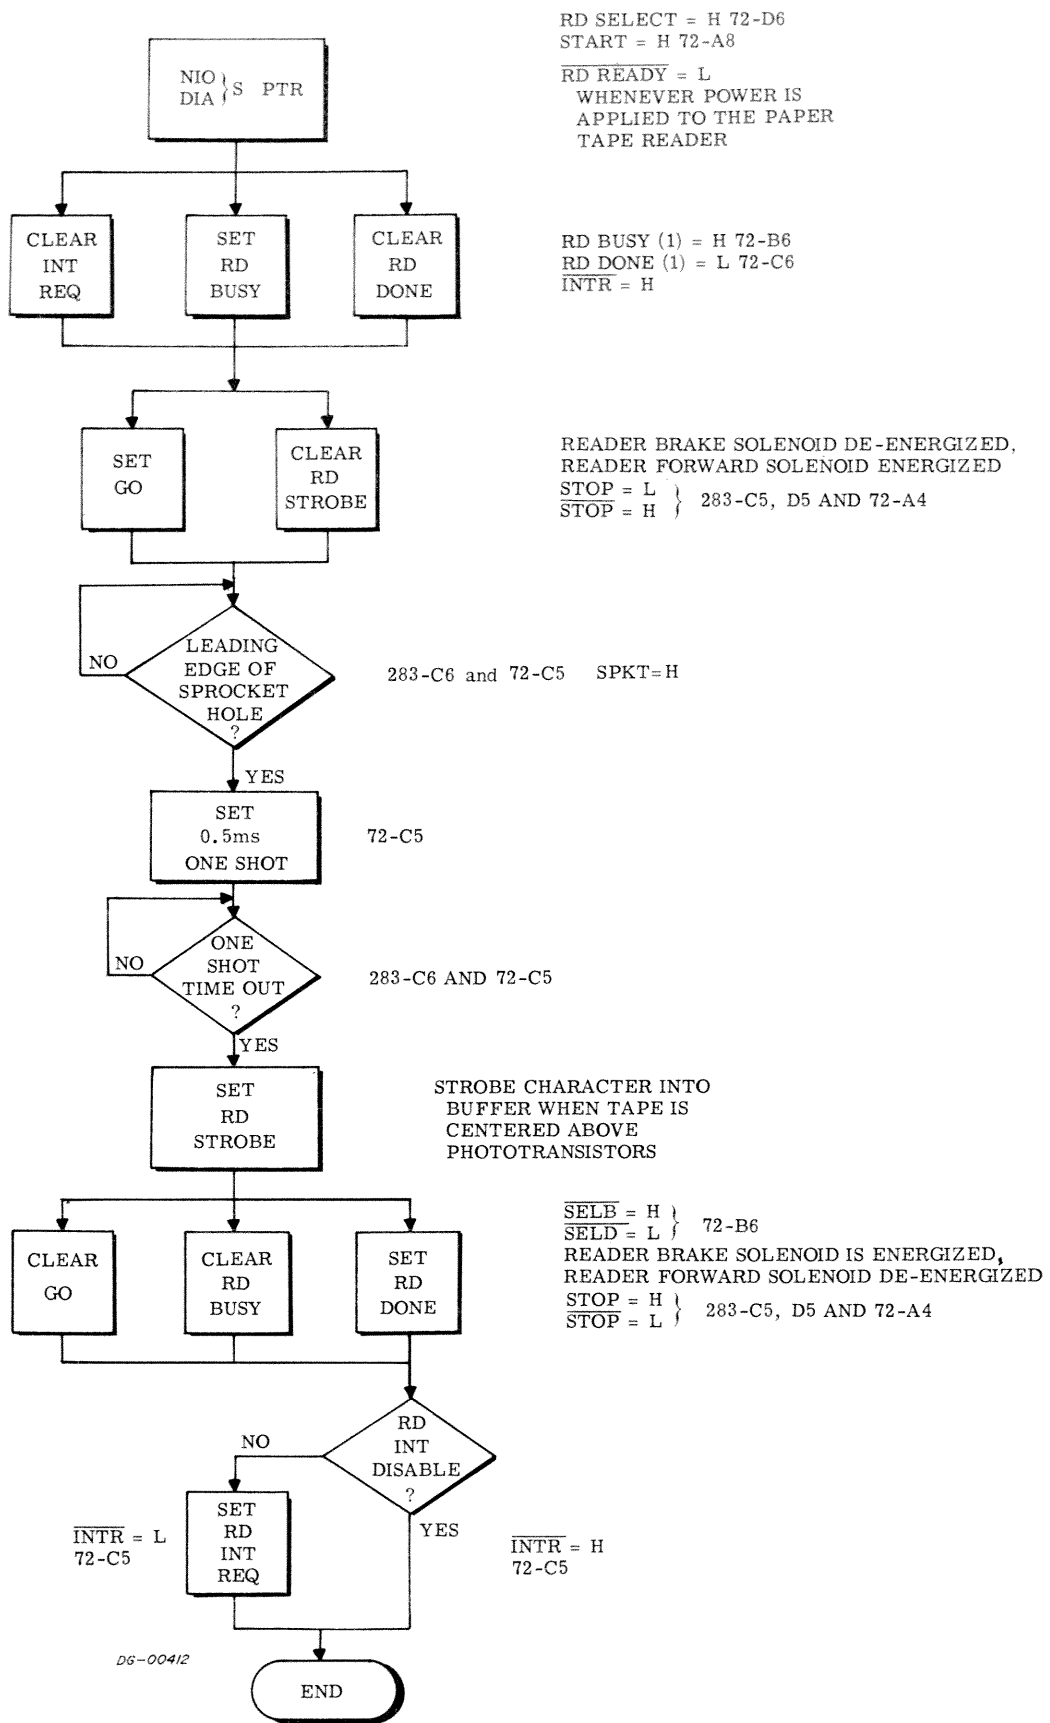 RD SELECT = H 72-D6
START = H 72-A8
RD READY = L
WHENEVER POWER IS
APPLIED TO THE PAPER
TAPE READER
NIO
DIA } S PTR
CLEAR
INT
REQ
SET
RD
BUSY
CLEAR
RD
DONE
RD BUSY (1) = H 72-B6
RD DONE (1) = L 72-C6
INTR = H
SET
GO
CLEAR
RD
STROBE
READER BRAKE SOLENOID DE-ENERGIZED,
READER FORWARD SOLENOID ENERGIZED
STOP = L
STOP = H } 283-C5, D5 AND 72-A4
LEADING
EDGE OF
SPROCKET
HOLE
?
NO
283-C6 and 72-C5 SPKT=H
YES
SET
0.5ms
ONE SHOT
72-C5
ONE
SHOT
TIME OUT
?
NO
283-C6 AND 72-C5
YES
SET
RD
STROBE
STROBE CHARACTER INTO
BUFFER WHEN TAPE IS
CENTERED ABOVE
PHOTOTRANSISTORS
CLEAR
GO
CLEAR
RD
BUSY
SET
RD
DONE
SELB = H
SELD = L } 72-B6
READER BRAKE SOLENOID IS ENERGIZED,
READER FORWARD SOLENOID DE-ENERGIZED
STOP = H
STOP = L } 283-C5, D5 AND 72-A4
RD
INT
DISABLE
?
NO
YES
SET
RD
INT
REQ
INTR = L
72-C5
INTR = H
72-C5
DG-00412
END